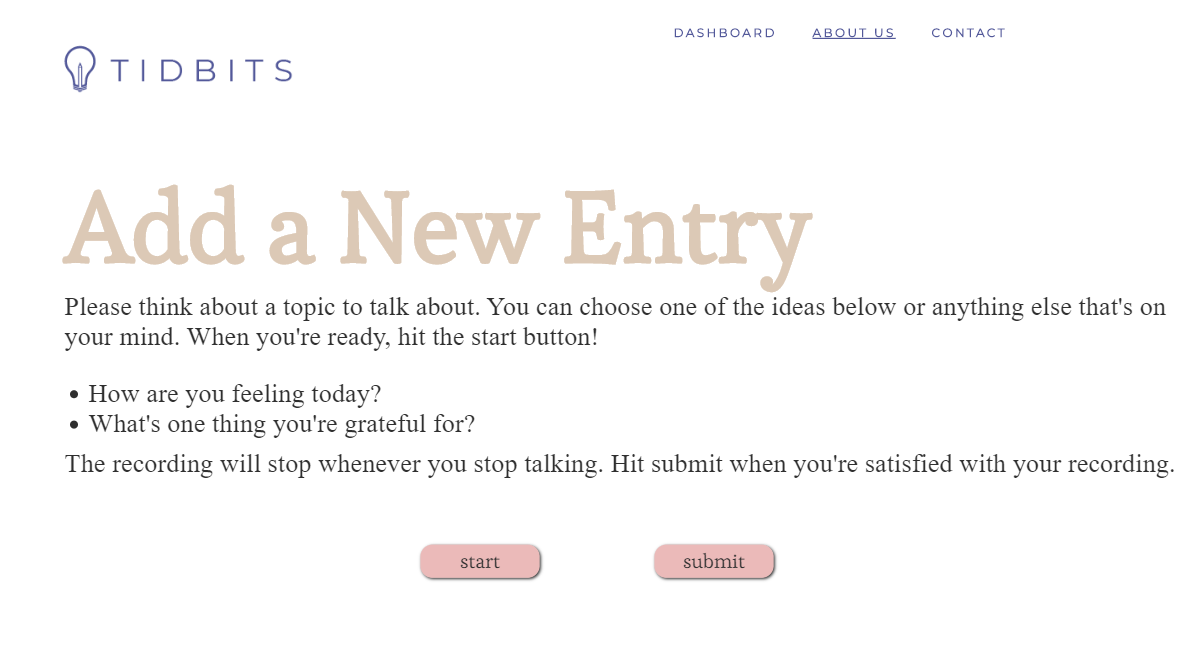 DASHBOARD ABOUT US CONTACT
TIDBITS
Add a New Entry
Please think about a topic to talk about. You can choose one of the ideas below or anything else that's on
your mind. When you're ready, hit the start button!
• How are you feeling today?
• What's one thing you're grateful for?
The recording will stop whenever you stop talking. Hit submit when you're satisfied with your recording.
start submit